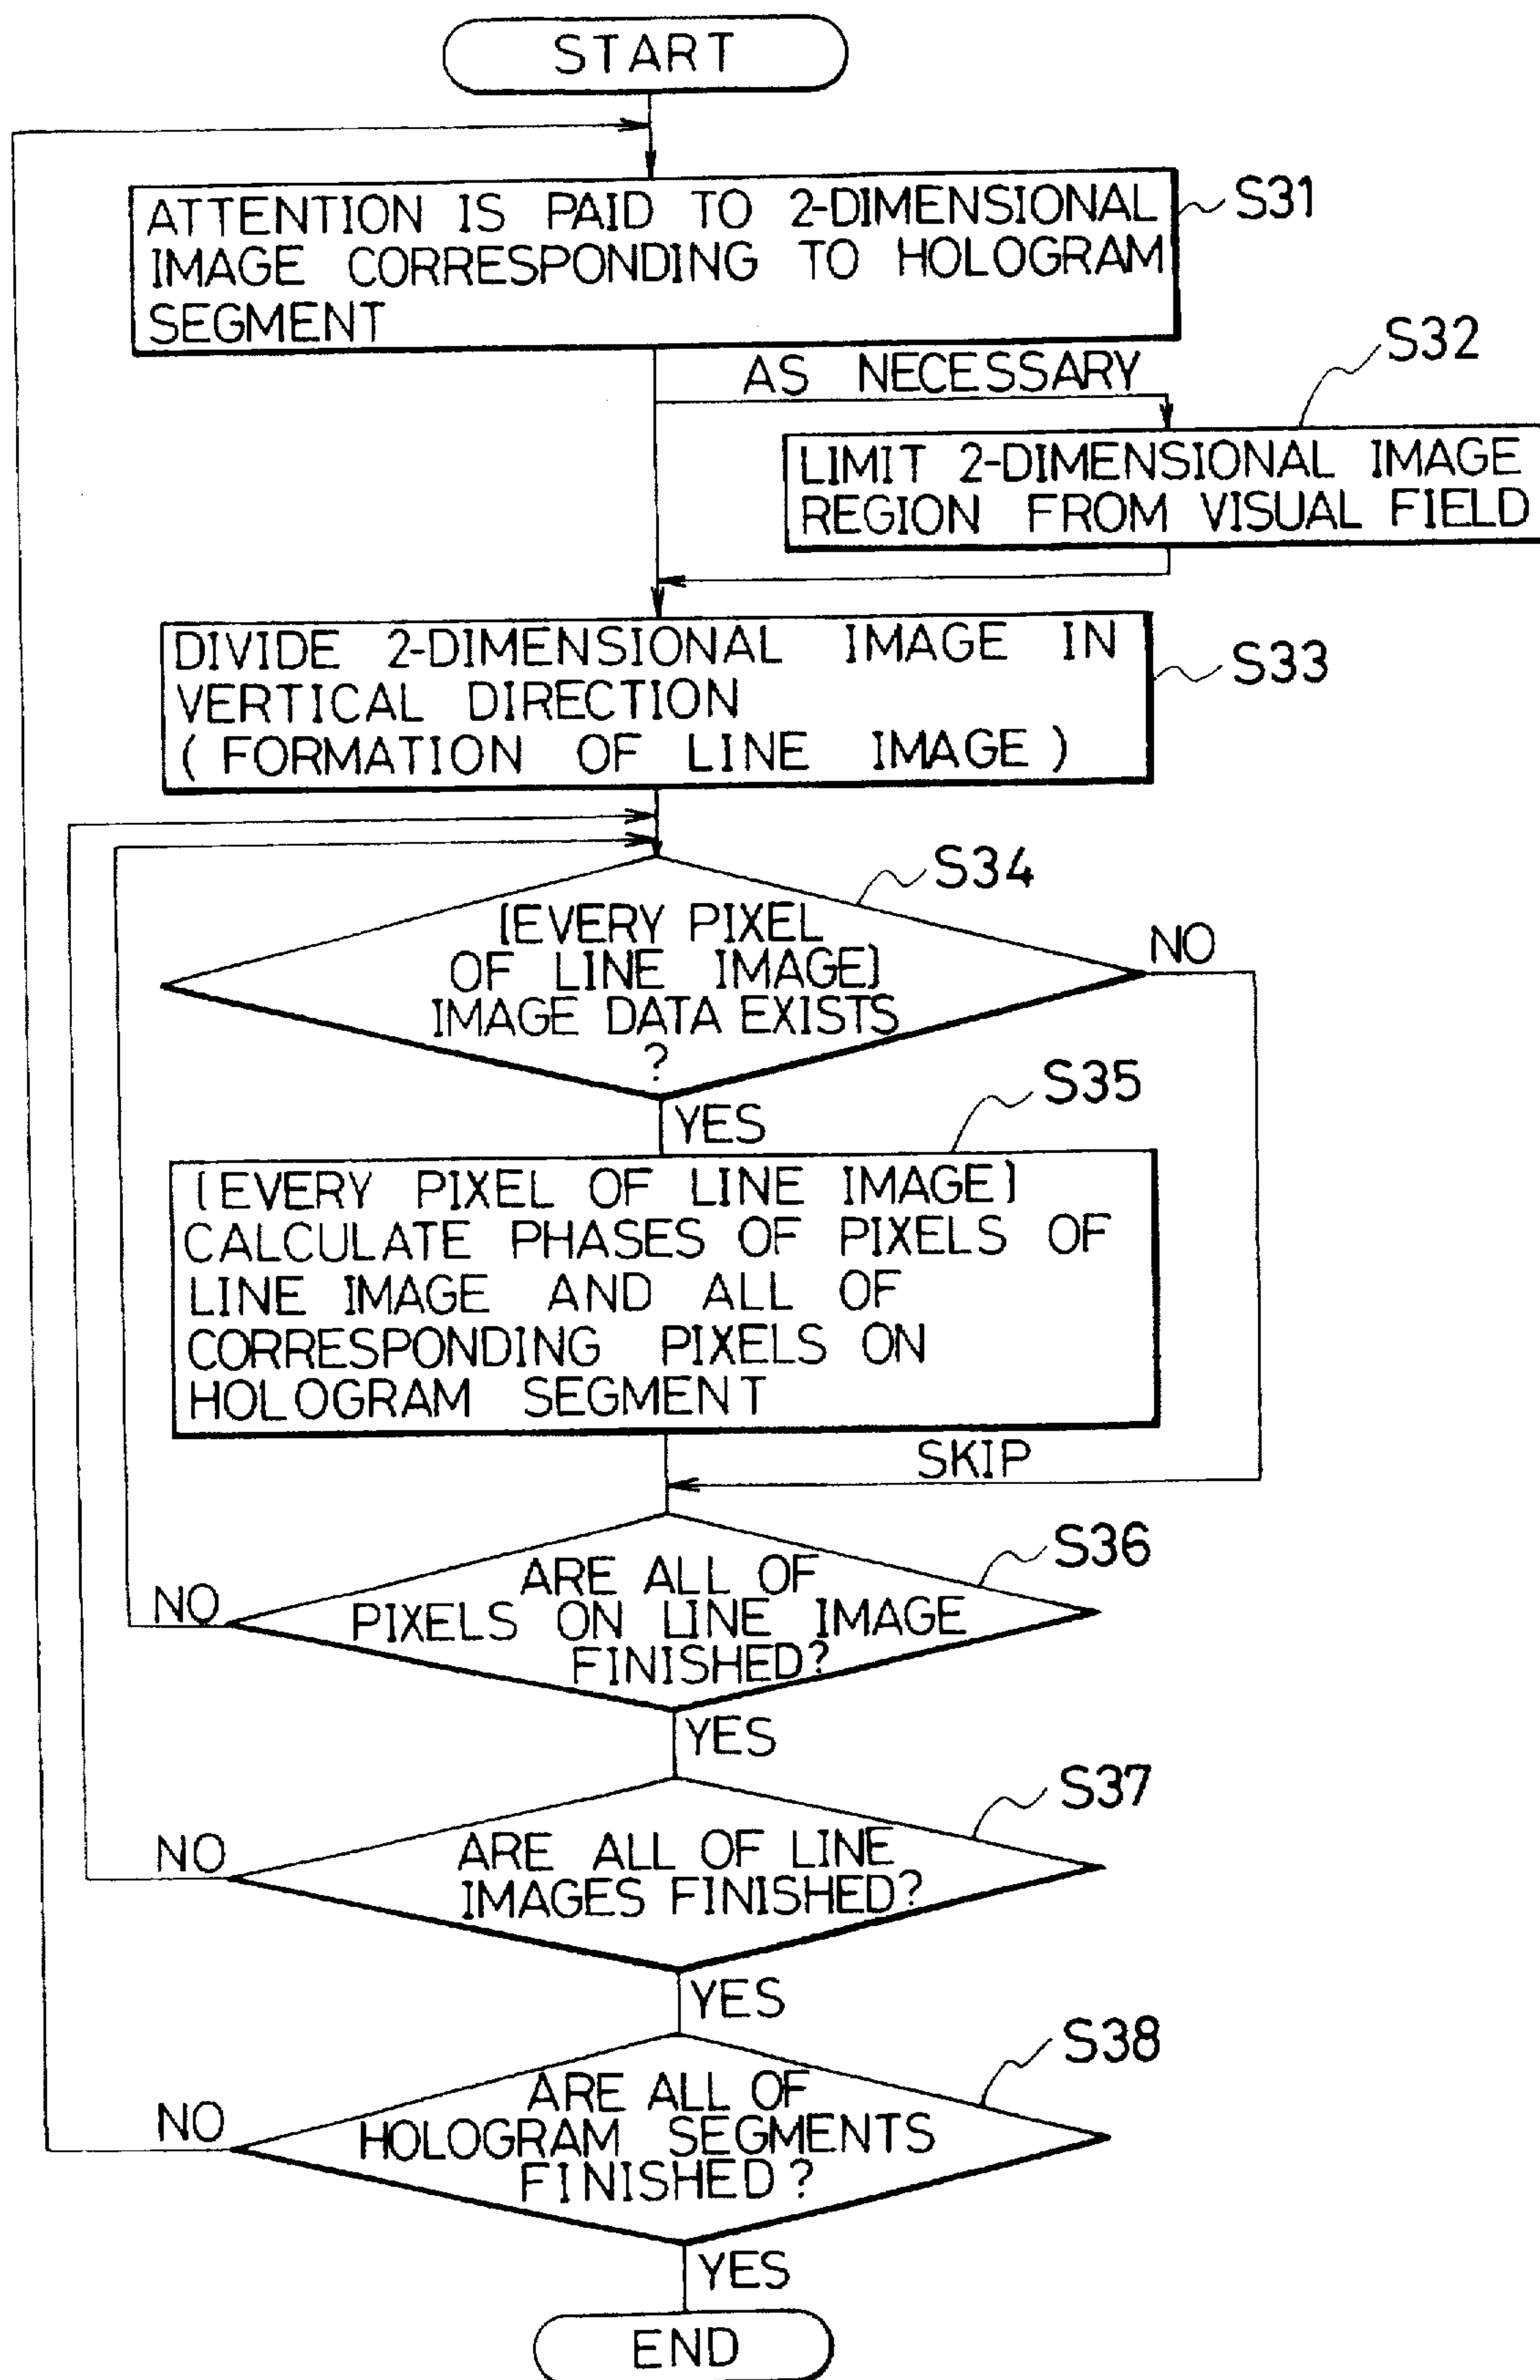 START
ATTENTION IS PAID TO 2-DIMENSIONAL
IMAGE CORRESPONDING TO HOLOGRAM
SEGMENT
S31
AS NECESSARY
S32
LIMIT 2-DIMENSIONAL IMAGE
REGION FROM VISUAL FIELD
DIVIDE 2-DIMENSIONAL IMAGE IN
VERTICAL DIRECTION
(FORMATION OF LINE IMAGE)
S33
S34
[EVERY PIXEL
OF LINE IMAGE]
IMAGE DATA EXISTS
?
NO
YES
S35
[EVERY PIXEL OF LINE IMAGE]
CALCULATE PHASES OF PIXELS OF
LINE IMAGE AND ALL OF
CORRESPONDING PIXELS ON
HOLOGRAM SEGMENT
SKIP
S36
ARE ALL OF
PIXELS ON LINE IMAGE
FINISHED?
NO
YES
S37
ARE ALL OF LINE
IMAGES FINISHED?
NO
YES
S38
ARE ALL OF
HOLOGRAM SEGMENTS
FINISHED?
NO
YES
END